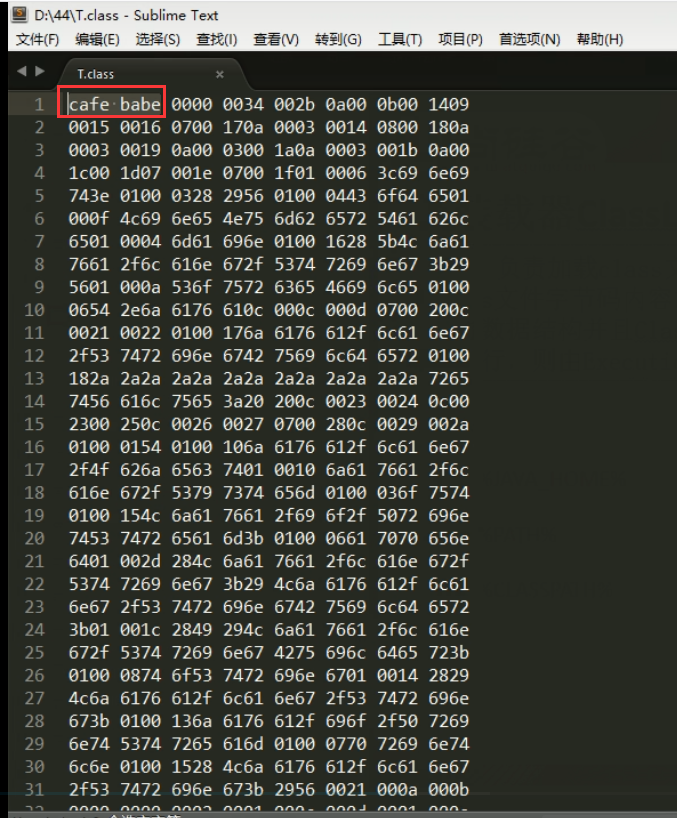 D:\44\T.class - Sublime Text
文件(F) 编辑(E) 选择(S) 查找(I) 查看(V) 转到(G) 工具(T) 项目(P) 首选项(N) 帮助(H)
T.class ×
1 cafe babe 0000 0034 002b 0a00 0b00 1409
2 0015 0016 0700 170a 0003 0014 0800 180a
3 0003 0019 0a00 0300 1a0a 0003 001b 0a00
4 1c00 1d07 001e 0700 1f01 0006 3c69 6e69
5 743e 0100 0328 2956 0100 0443 6f64 6501
6 000f 4c69 6e65 4e75 6d62 6572 5461 626c
7 6501 0004 6d61 696e 0100 1628 5b4c 6a61
8 7661 2f6c 616e 672f 5374 7269 6e67 3b29
9 5601 000a 536f 7572 6365 4669 6c65 0100
10 0654 2e6a 6176 610c 000c 000d 0700 200c
11 0021 0022 0100 176a 6176 612f 6c61 6e67
12 2f53 7472 696e 6742 7569 6c64 6572 0100
13 182a 2a2a 2a2a 2a2a 2a2a 2a2a 2a2a 7265
14 7456 616c 7565 3a20 200c 0023 0024 0c00
15 2300 250c 0026 0027 0700 280c 0029 002a
16 0100 0154 0100 106a 6176 612f 6c61 6e67
17 2f4f 626a 6563 7401 0010 6a61 7661 2f6c
18 616e 672f 5379 7374 656d 0100 036f 7574
19 0100 154c 6a61 7661 2f69 6f2f 5072 696e
20 7453 7472 6561 6d3b 0100 0661 7070 656e
21 6401 002d 284c 6a61 7661 2f6c 616e 672f
22 5374 7269 6e67 3b29 4c6a 6176 612f 6c61
23 6e67 2f53 7472 696e 6742 7569 6c64 6572
24 3b01 001c 2849 294c 6a61 7661 2f6c 616e
25 672f 5374 7269 6e67 4275 696c 6465 723b
26 0100 0874 6f53 7472 696e 6701 0014 2829
27 4c6a 6176 612f 6c61 6e67 2f53 7472 696e
28 673b 0100 136a 6176 612f 696f 2f50 7269
29 6e74 5374 7265 616d 0100 0770 7269 6e74
30 6c6e 0100 1528 4c6a 6176 612f 6c61 6e67
31 2f53 7472 696e 673b 2956 0021 000a 000b